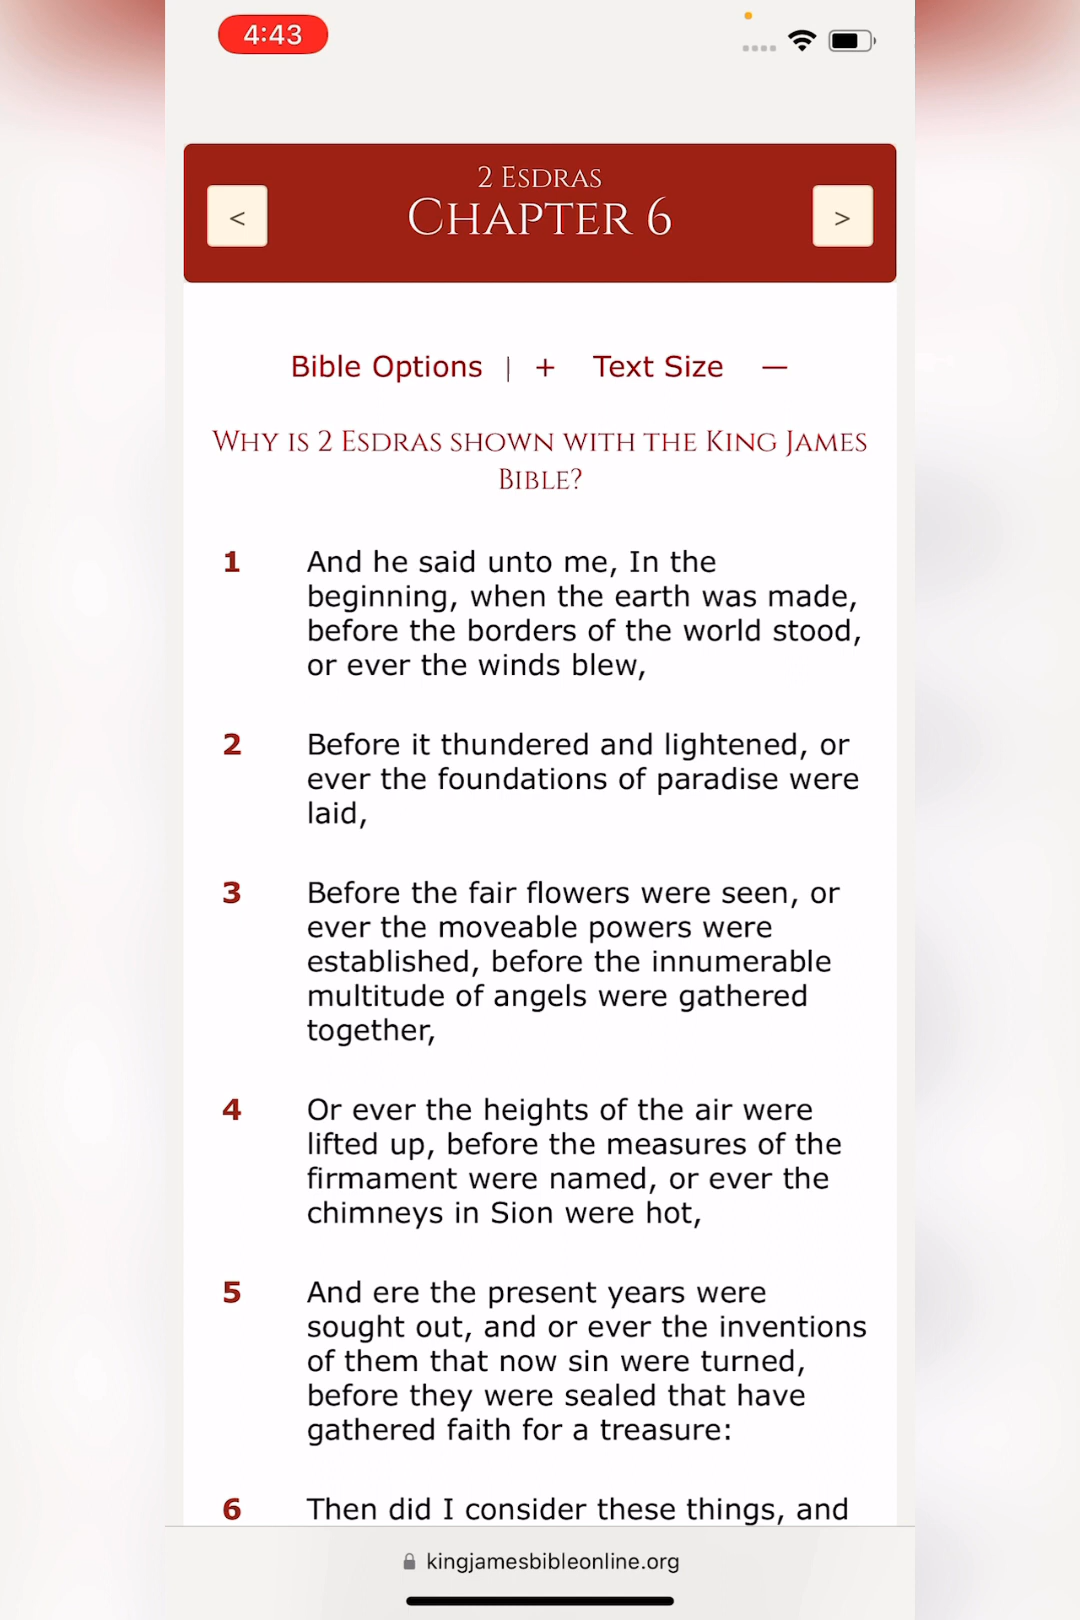 4:43
2 Esdras
Chapter 6
<
>
Bible Options | + Text Size —
Why is 2 Esdras shown with the King James
Bible?
1 And he said unto me, In the
beginning, when the earth was made,
before the borders of the world stood,
or ever the winds blew,
2 Before it thundered and lightened, or
ever the foundations of paradise were
laid,
3 Before the fair flowers were seen, or
ever the moveable powers were
established, before the innumerable
multitude of angels were gathered
together,
4 Or ever the heights of the air were
lifted up, before the measures of the
firmament were named, or ever the
chimneys in Sion were hot,
5 And ere the present years were
sought out, and or ever the inventions
of them that now sin were turned,
before they were sealed that have
gathered faith for a treasure:
6 Then did I consider these things, and
kingjamesbibleonline.org